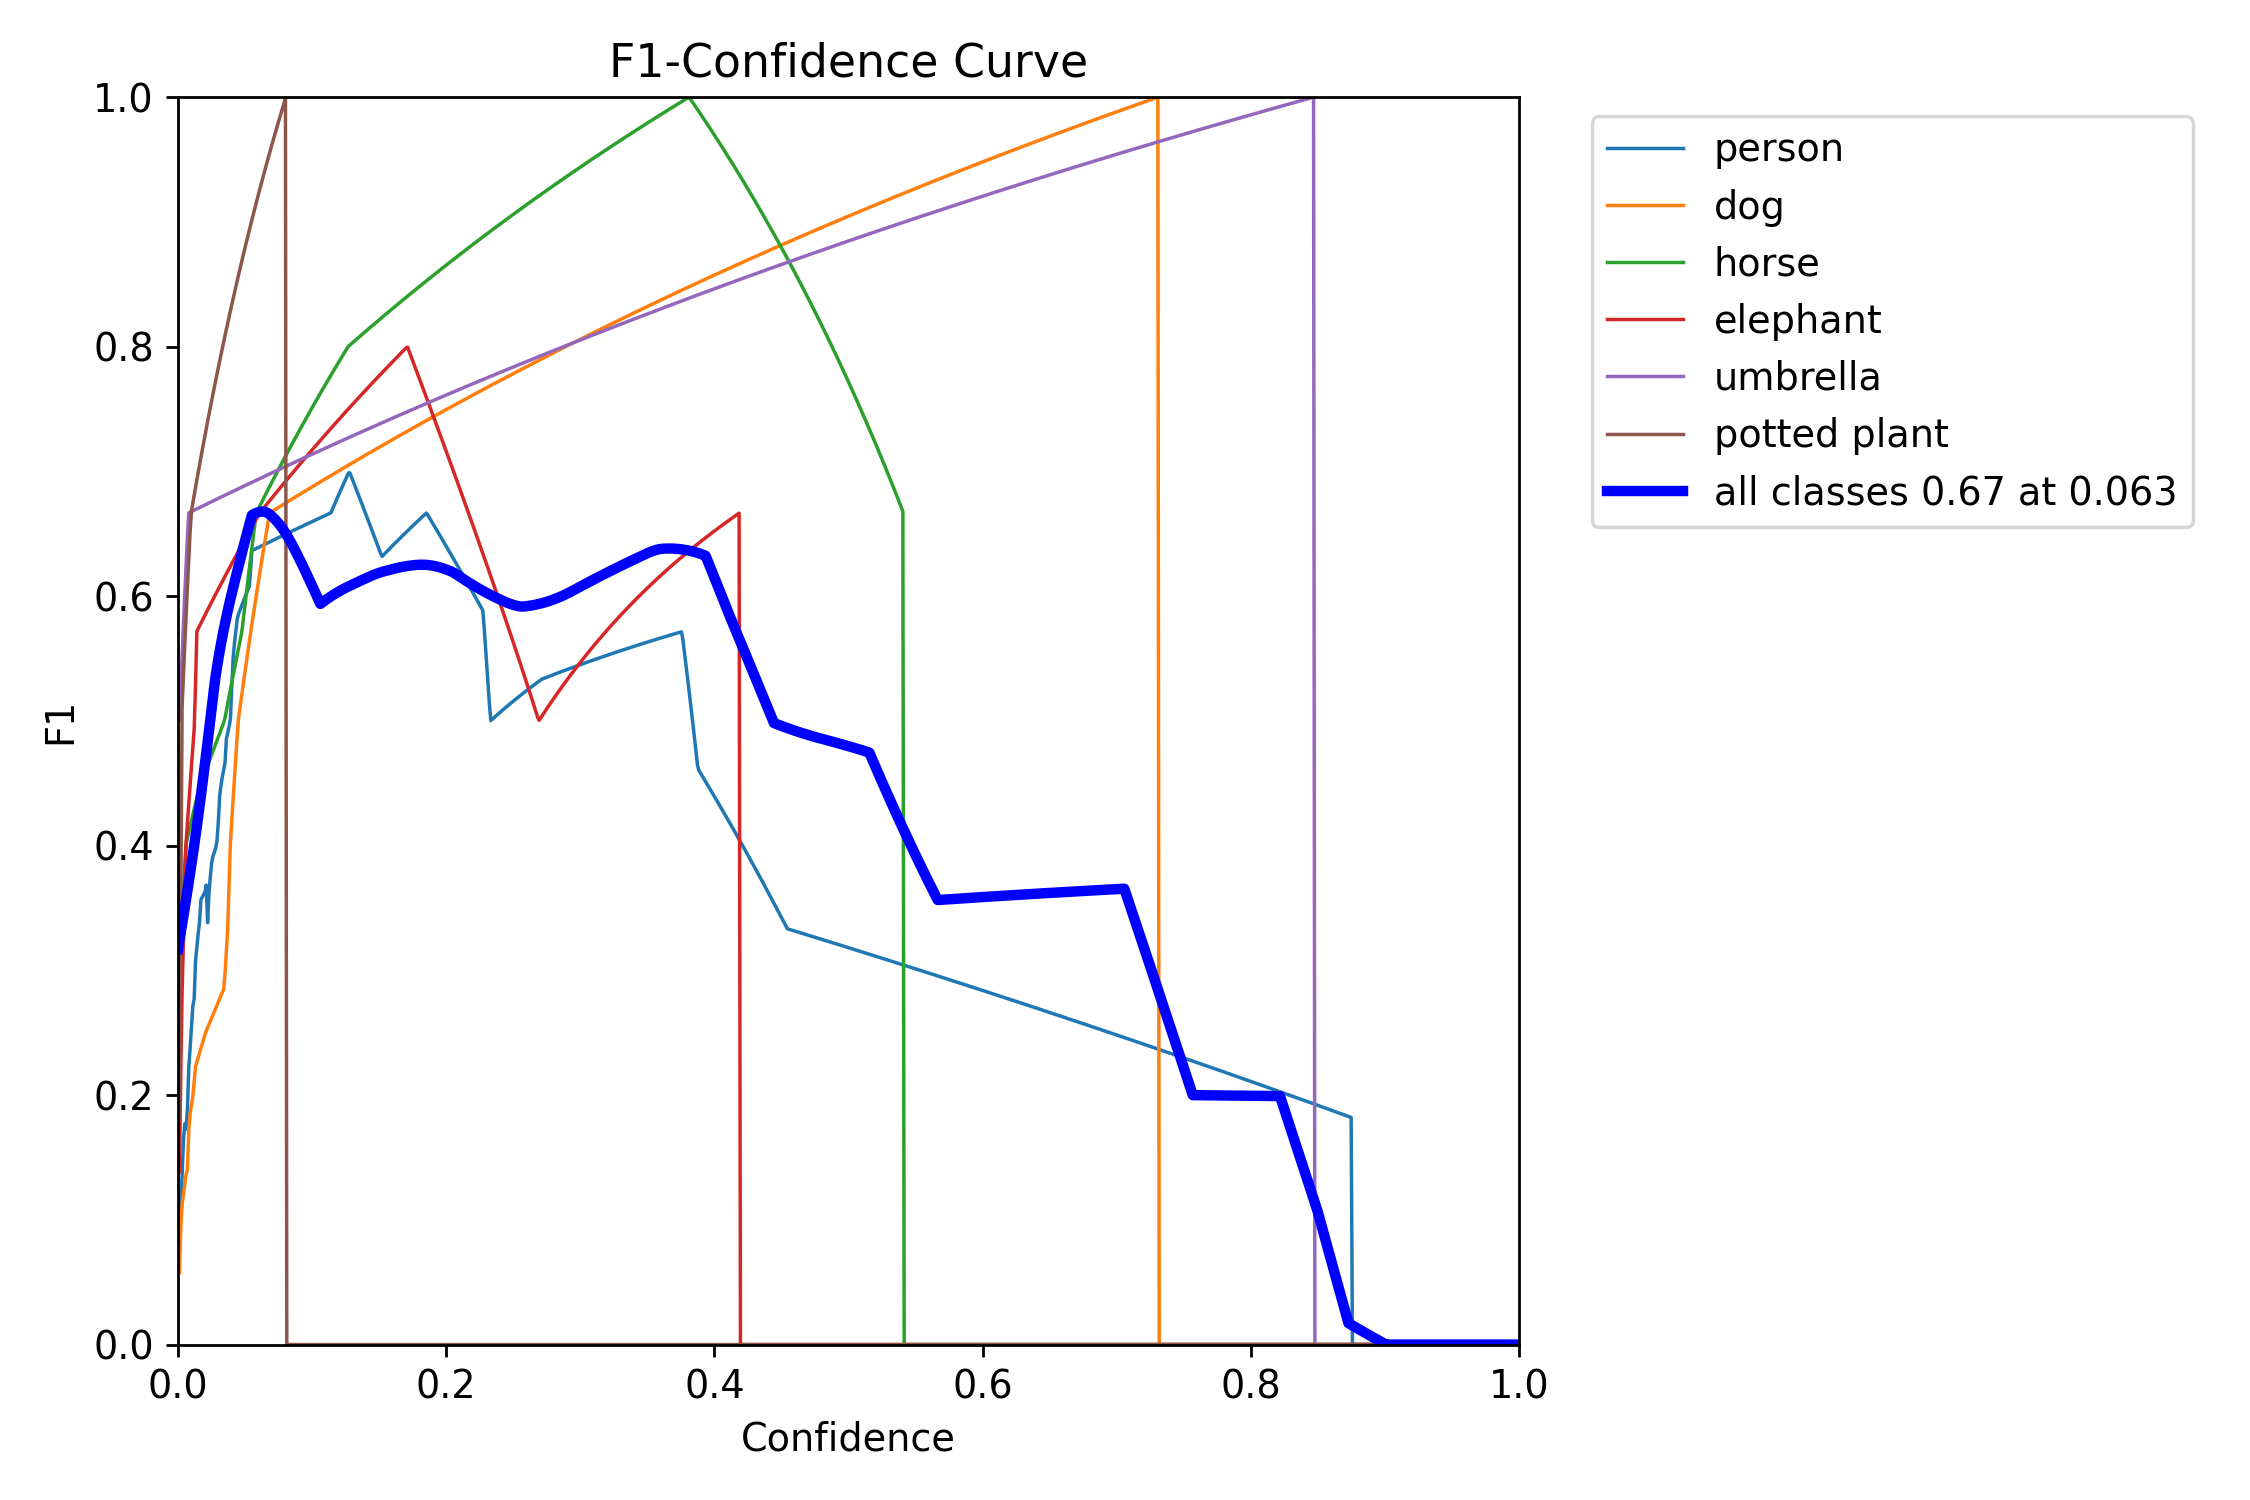 F1-Confidence Curve
1.0
0.8
0.6
0.4
0.2
0.0
F1
0.0 0.2 0.4 0.6 0.8 1.0
Confidence
person
dog
horse
elephant
umbrella
potted plant
all classes 0.67 at 0.063